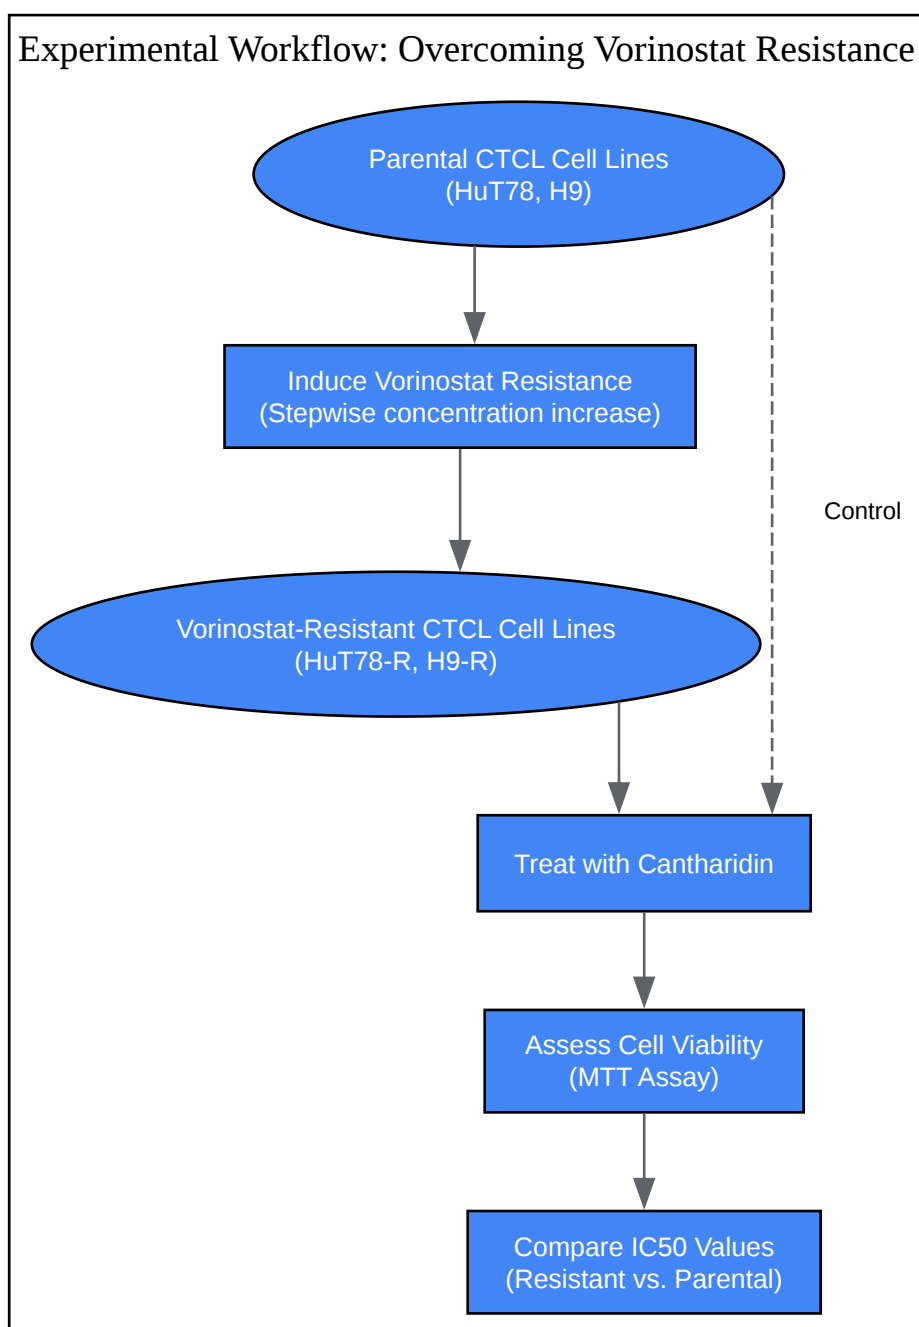 Experimental Workflow: Overcoming Vorinostat Resistance
Parental CTCL Cell Lines
(HuT78, H9)
Induce Vorinostat Resistance
(Stepwise concentration increase)
Control
Vorinostat-Resistant CTCL Cell Lines
(HuT78-R, H9-R)
Treat with Cantharidin
Assess Cell Viability
(MTT Assay)
Compare IC50 Values
(Resistant vs. Parental)